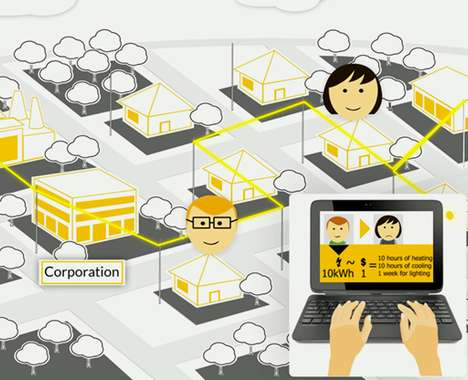 Corporation
~ $ = 10 hours of heating
10 hours of cooling
10kWh 1 1 week for lighting